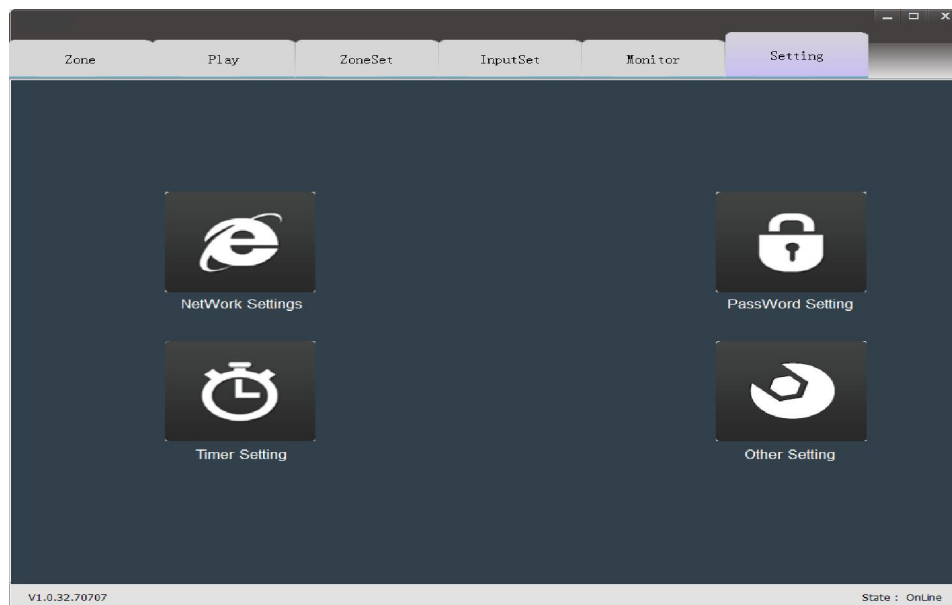 Zone Play ZoneSet InputSet Monitor Setting
NetWork Settings PassWord Setting
Timer Setting Other Setting
V1.0.32.70707 State : OnLine